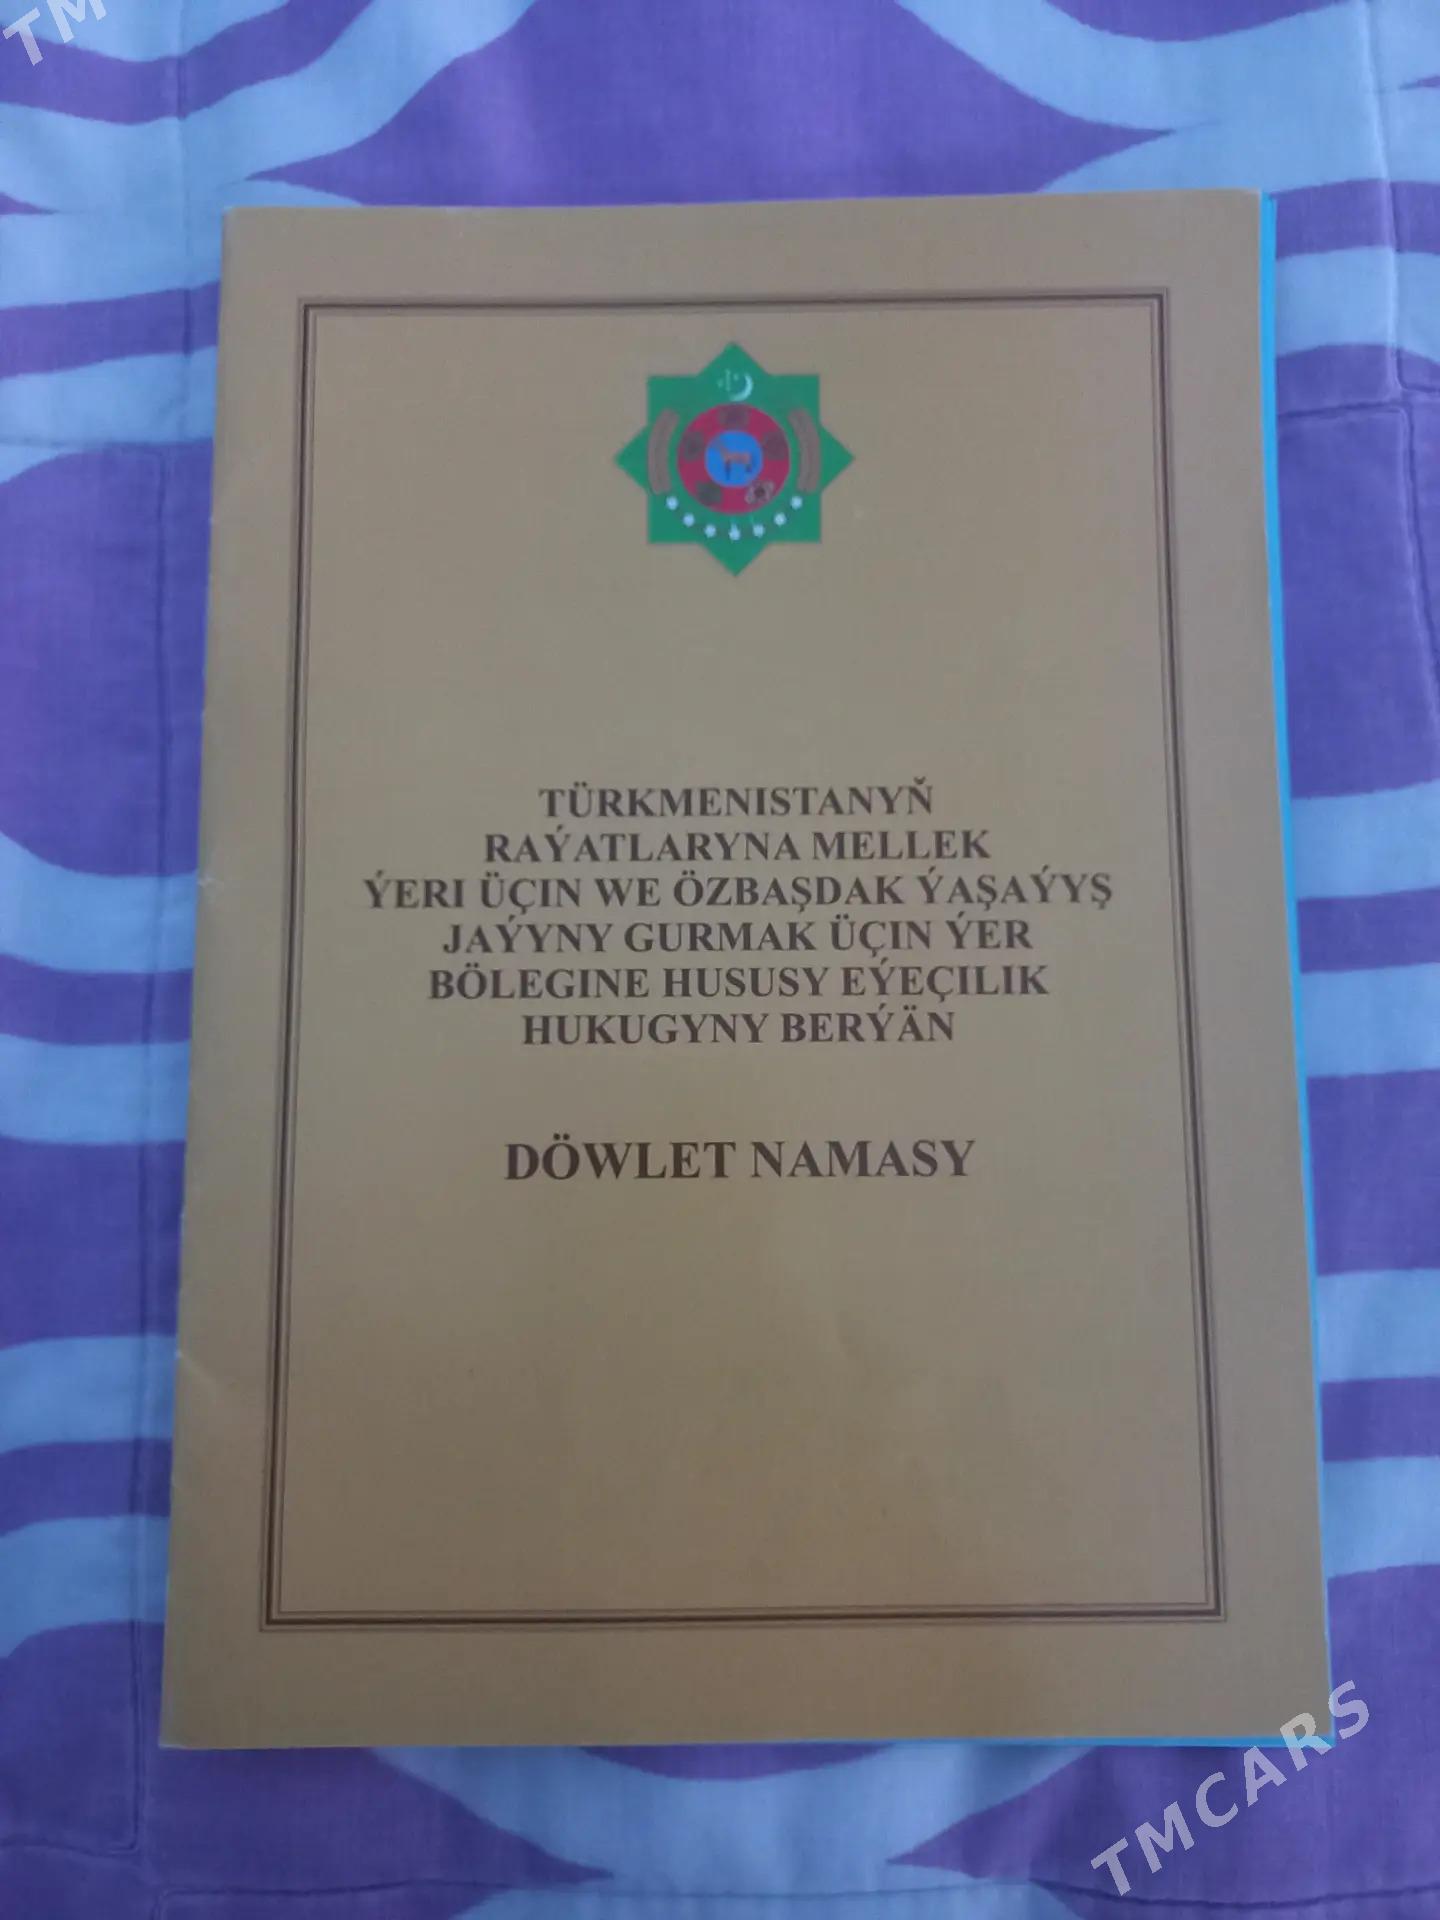 TM
TÜRKMENISTANYŇ
RAÝATLARYNA MELLEK
ÝERI ÜÇIN WE ÖZBAŞDAK ÝAŞAÝYŞ
JAÝYNY GURMAK ÜÇIN ÝER
BÖLEGINE HUSUSY EÝEÇILIK
HUKUGYNY BERÝÄN
DÖWLET NAMASY
TMCARS